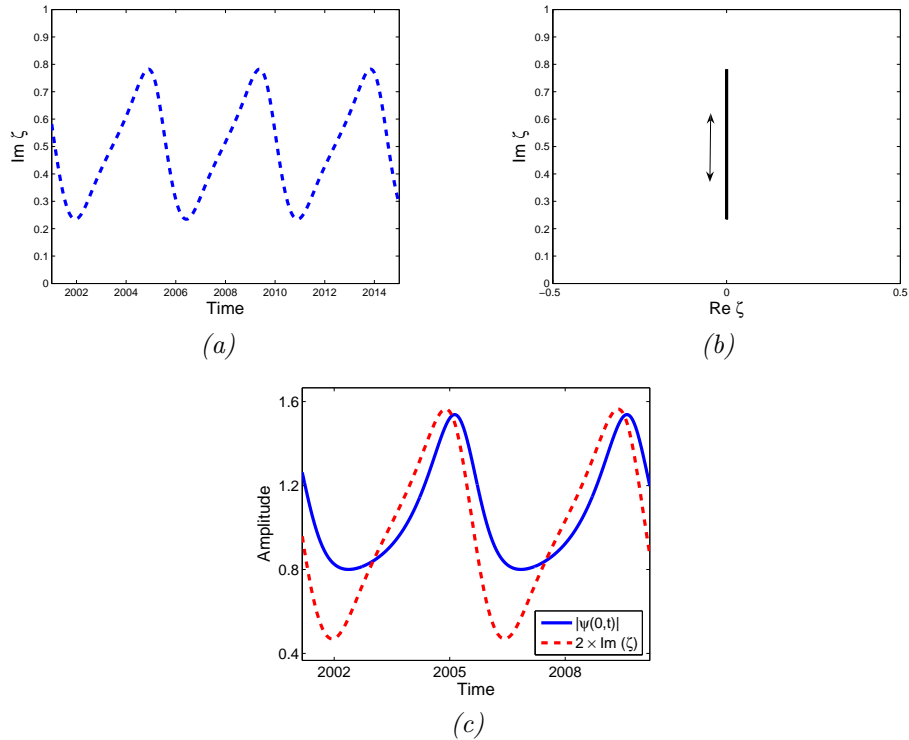 1
0.9
0.8
0.7
0.6
0.5
0.4
0.3
0.2
0.1
0
Im ζ
2002 2004 2006 2008 2010 2012 2014
Time
(a)
1
0.9
0.8
0.7
0.6
0.5
0.4
0.3
0.2
0.1
0
Im ζ
−0.5 0 0.5
Re ζ
(b)
1.6
1.2
0.8
0.4
Amplitude
|ψ(0,t)|
2 × Im (ζ)
2002 2005 2008
Time
(c)